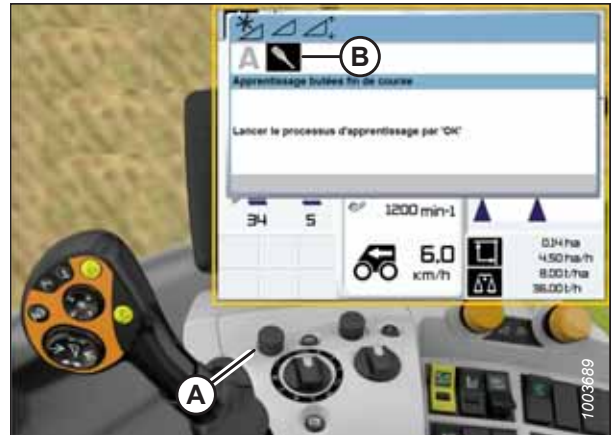 A
B
Apprentissage butées fin de course
Lancer le processus d'apprentissage par 'OK'
34
5
1200 min-1
6.0
km/h
0.14 ha
4.50 ha/h
8.00 t/ha
36.00 t/h
A
1003689